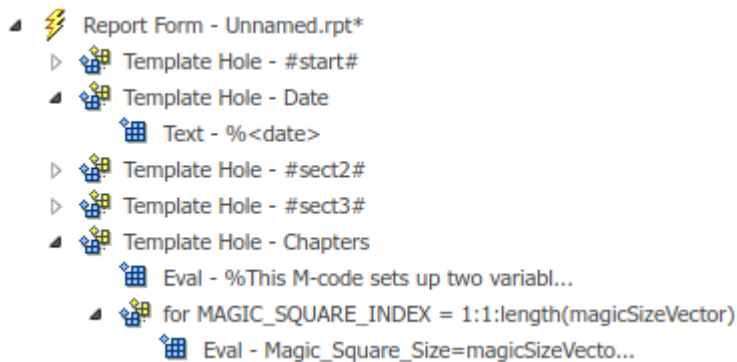 Report Form - Unnamed.rpt*
Template Hole - #start#
Template Hole - Date
Text - %<date>
Template Hole - #sect2#
Template Hole - #sect3#
Template Hole - Chapters
Eval - %This M-code sets up two variabl...
for MAGIC_SQUARE_INDEX = 1:1:length(magicSizeVector)
Eval - Magic_Square_Size=magicSizeVecto...